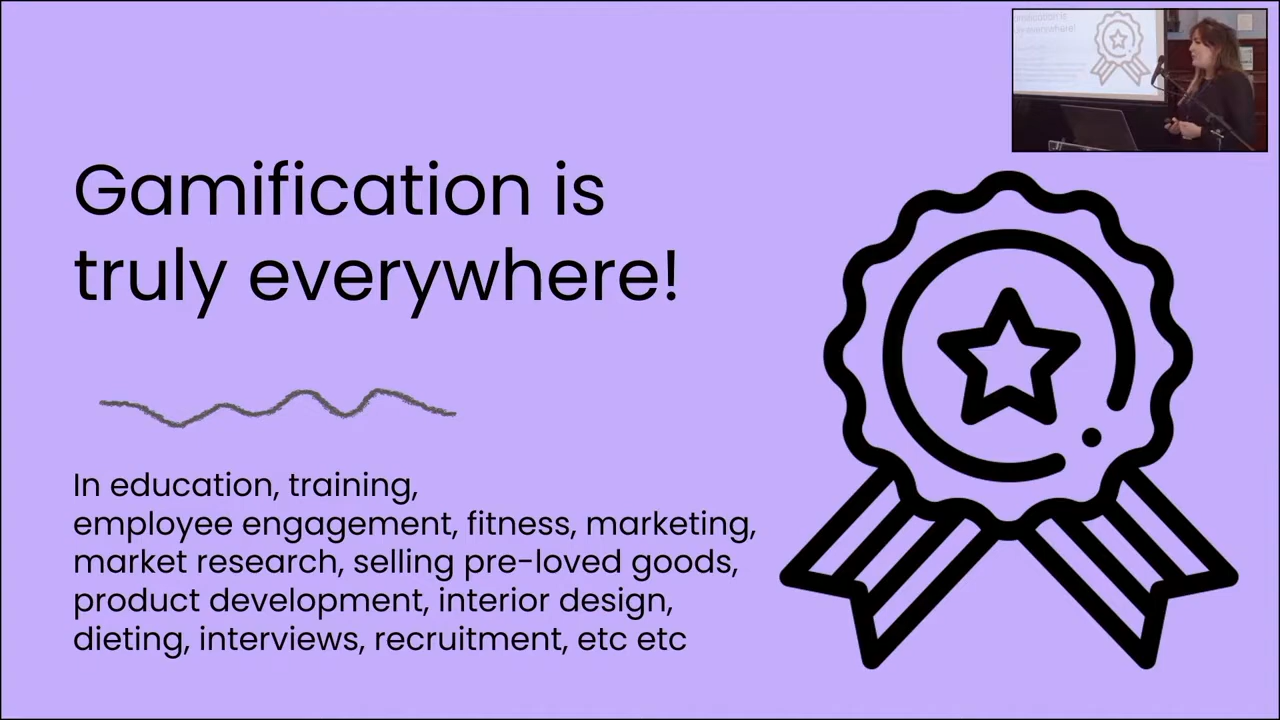 Gamification is
truly everywhere!
In education, training,
employee engagement, fitness, marketing,
market research, selling pre-loved goods,
product development, interior design,
dieting, interviews, recruitment, etc etc